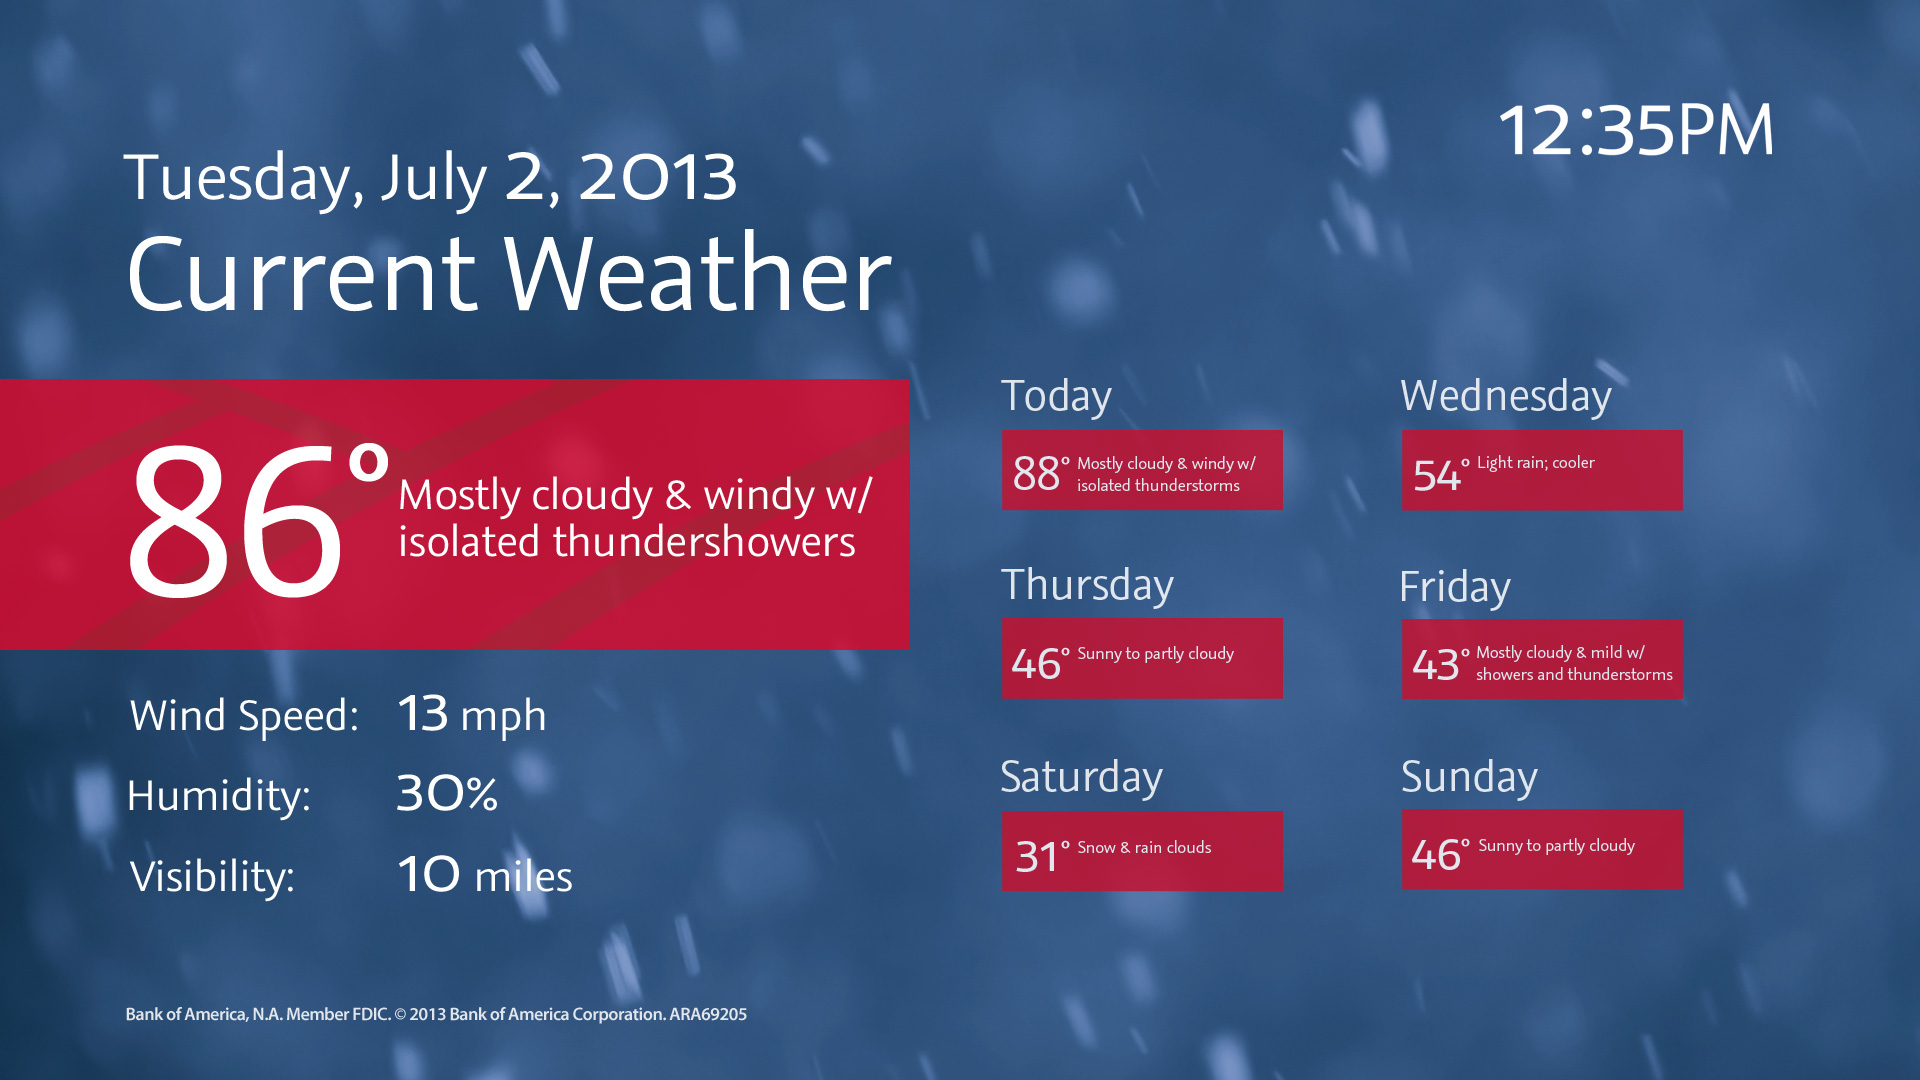 12:35PM
Tuesday, July 2, 2013
Current Weather
86° Mostly cloudy & windy w/
isolated thundershowers
Wind Speed: 13 mph
Humidity: 30%
Visibility: 10 miles
Today
88° Mostly cloudy & windy w/
isolated thunderstorms
Wednesday
54° Light rain; cooler
Thursday
46° Sunny to partly cloudy
Friday
43° Mostly cloudy & mild w/
showers and thunderstorms
Saturday
31° Snow & rain clouds
Sunday
46° Sunny to partly cloudy
Bank of America, N.A. Member FDIC. © 2013 Bank of America Corporation. ARA69205